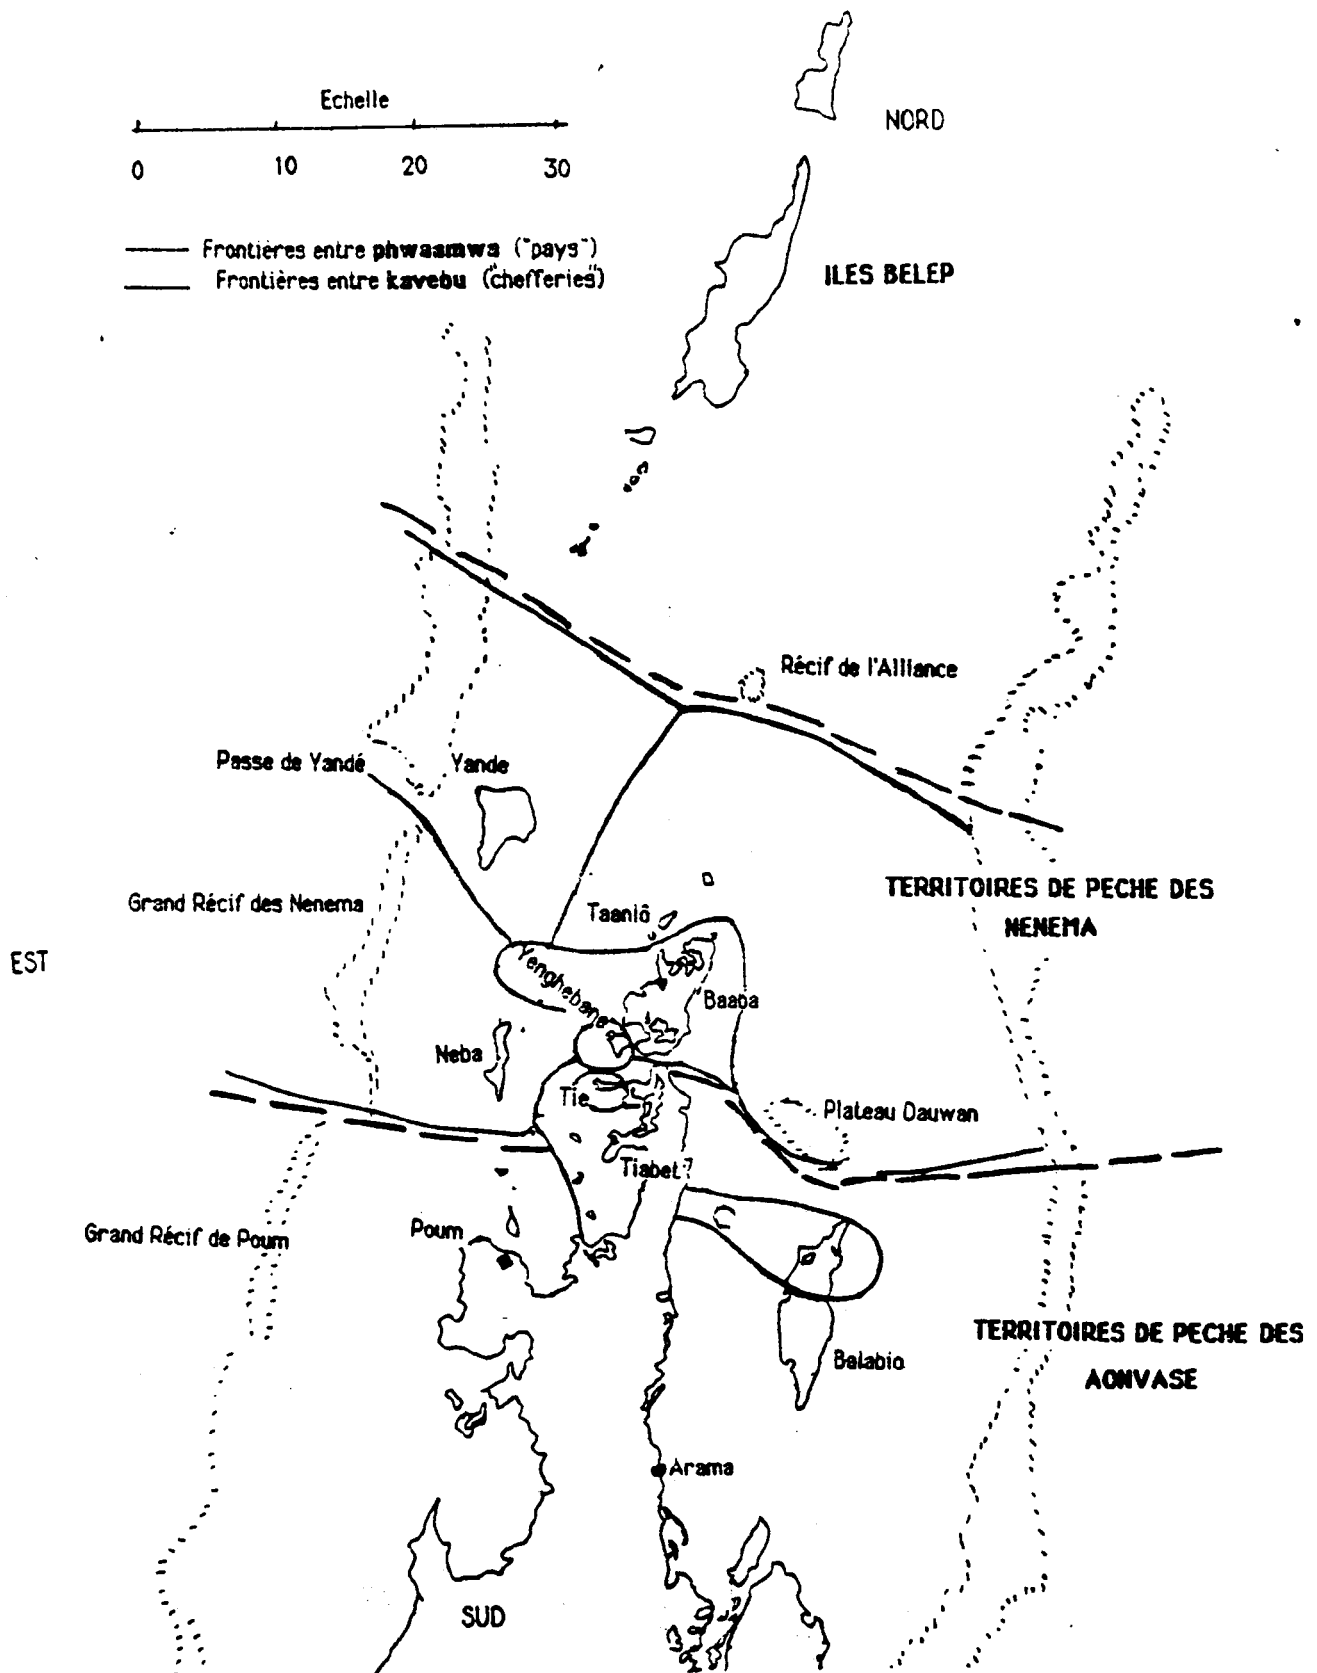 Echelle
NORD
0 10 20 30
Frontières entre phwaamwa ("pays")
Frontières entre kavebu ("chefferies")
ILES BELEP
Récif de l'Alliance
Passe de Yandé
Yande
TERRITOIRES DE PECHE DES
NENEMA
Grand Récif des Nenema
Taanlô
EST
Yenghebane
Baaba
Neba
Tie
Plateau Dauwan
Tiabet
Poum
Grand Récif de Poum
TERRITOIRES DE PECHE DES
AONVASE
Balabio
Arama
SUD